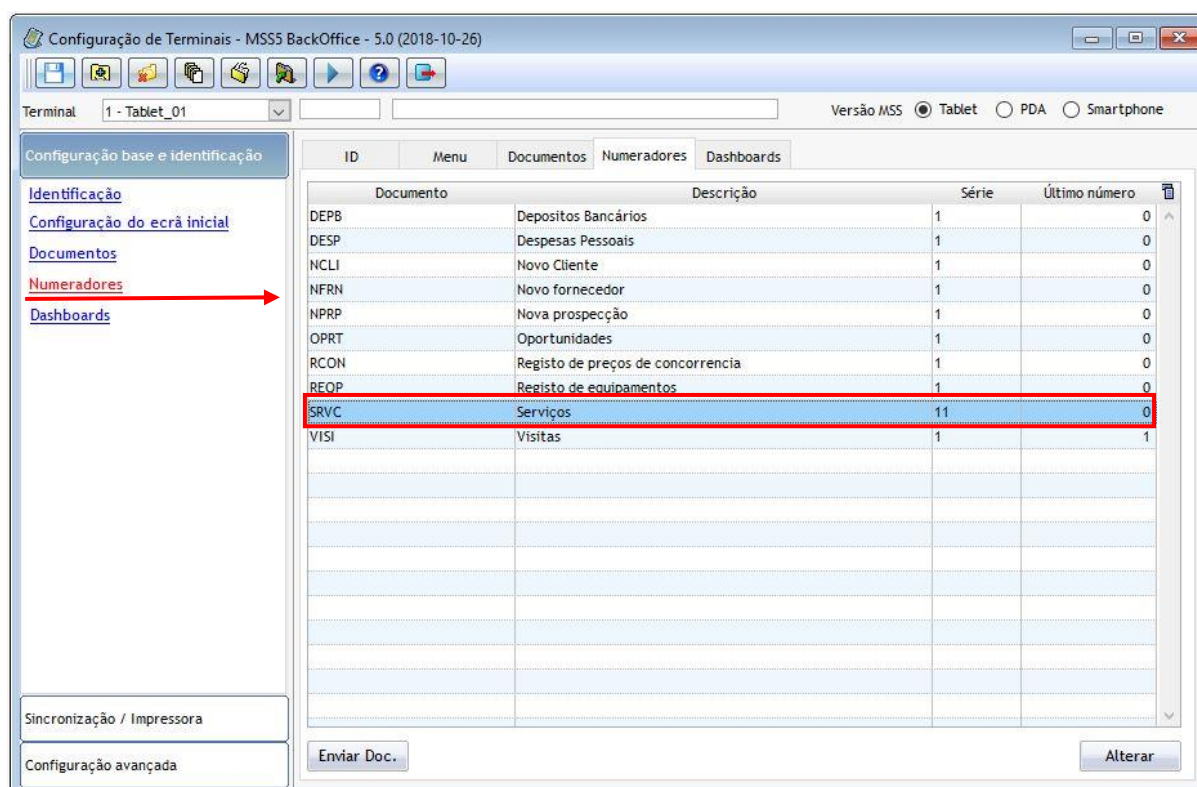 Configuração de Terminais - MSS5 BackOffice - 5.0 (2018-10-26)
Terminal 1 - Tablet_01 Versão MSS Tablet PDA Smartphone
Configuração base e identificação
Identificação
Configuração do ecrã inicial
Documentos
Numeradores
Dashboards
Sincronização / Impressora
Configuração avançada
ID Menu Documentos Numeradores Dashboards
Documento Descrição Série Último número
DEPB Depositos Bancários 1 0
DESP Despesas Pessoais 1 0
NCLI Novo Cliente 1 0
NFRN Novo fornecedor 1 0
NPRP Nova prospecção 1 0
OPRT Oportunidades 1 0
RCON Registo de preços de concorrencia 1 0
REQP Registo de equipamentos 1 0
SRVC Serviços 11 0
VISI Visitas 1 1
Enviar Doc. Alterar